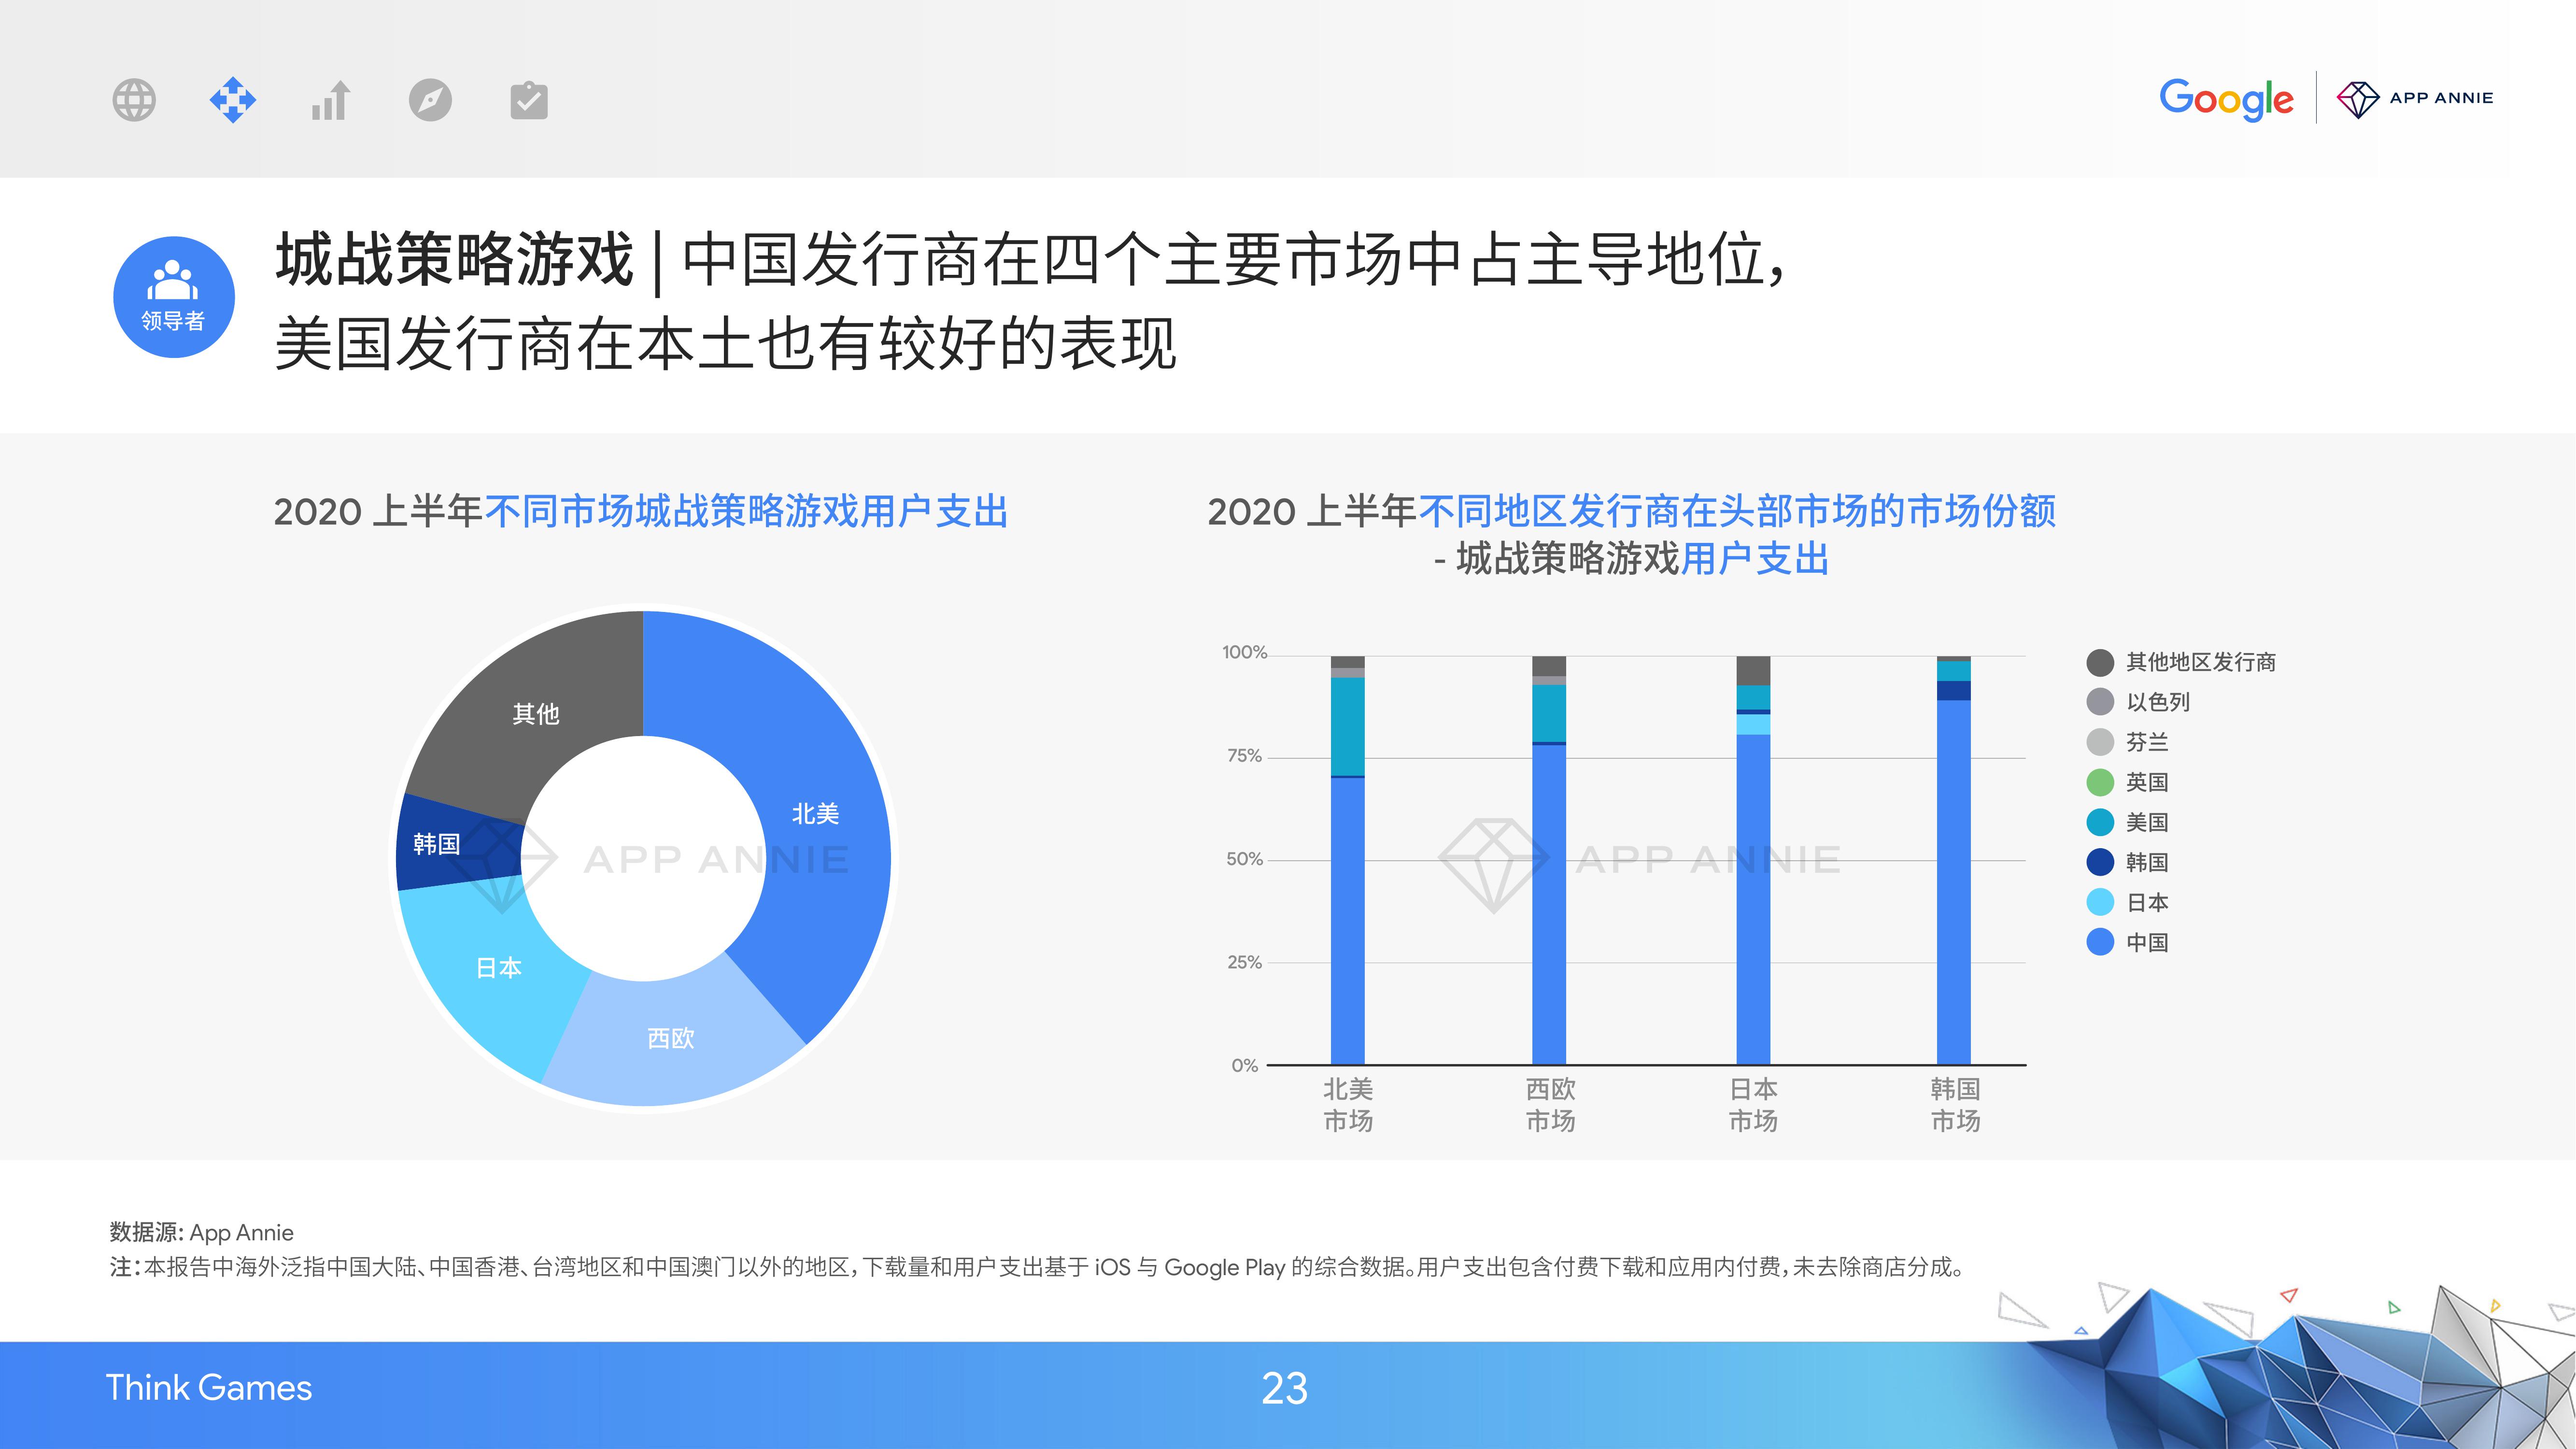 Google
APP ANNIE
领导者
城战策略游戏 | 中国发行商在四个主要市场中占主导地位，
美国发行商在本土也有较好的表现
2020 上半年不同市场城战策略游戏用户支出
其他
北美
韩国
日本
西欧
APP ANNIE
2020 上半年不同地区发行商在头部市场的市场份额
- 城战策略游戏用户支出
100%
75%
50%
25%
0%
APP ANNIE
北美
市场
西欧
市场
日本
市场
韩国
市场
其他地区发行商
以色列
芬兰
英国
美国
韩国
日本
中国
数据源: App Annie
注：本报告中海外泛指中国大陆、中国香港、台湾地区和中国澳门以外的地区，下载量和用户支出基于 iOS 与 Google Play 的综合数据。用户支出包含付费下载和应用内付费，未去除商店分成。
Think Games
23